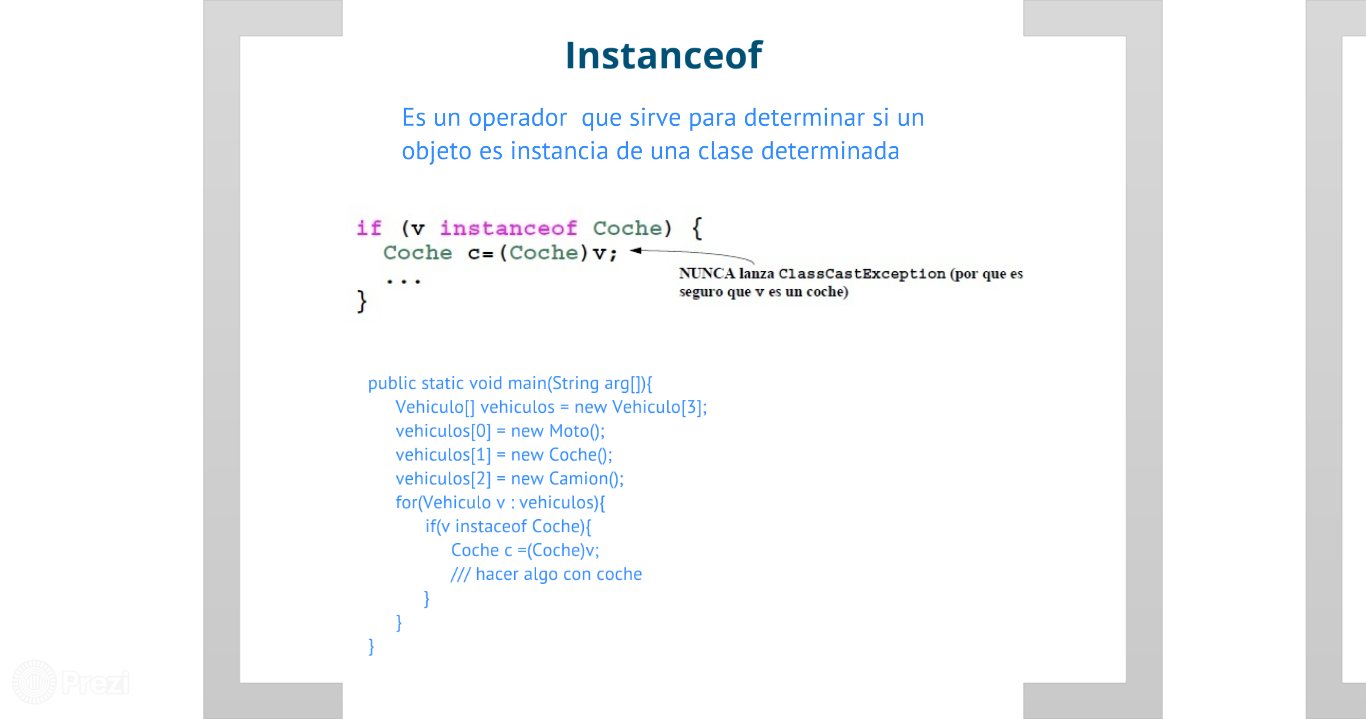 Instanceof
Es un operador que sirve para determinar si un
objeto es instancia de una clase determinada
if (v instanceof Coche) {
Coche c=(Coche)v;
...
}
NUNCA lanza ClassCastException (por que es
seguro que v es un coche)
public static void main(String arg[]){
Vehiculo[] vehiculos = new Vehiculo[3];
vehiculos[0] = new Moto();
vehiculos[1] = new Coche();
vehiculos[2] = new Camion();
for(Vehiculo v : vehiculos){
if(v instaceof Coche){
Coche c =(Coche)v;
/// hacer algo con coche
}
}
}
Prezi